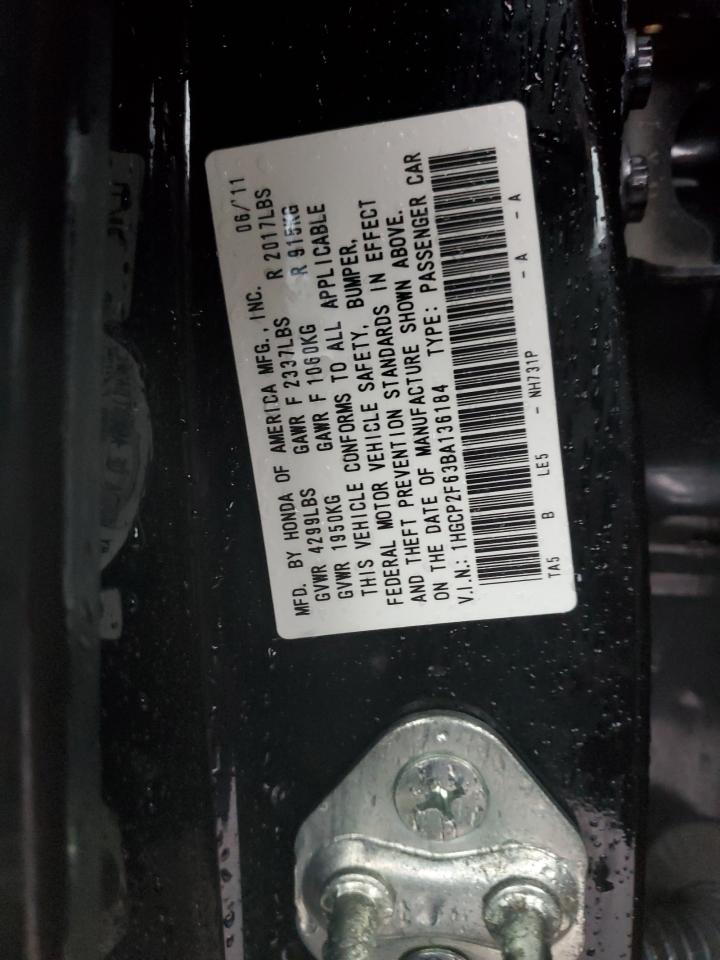 MFD. BY HONDA OF AMERICA MFG., INC. 06/'11
GVWR 4299LBS GAWR F 2337LBS R 2017LBS
GVWR 1950KG GAWR F 1060KG R 915KG
THIS VEHICLE CONFORMS TO ALL APPLICABLE
FEDERAL MOTOR VEHICLE SAFETY, BUMPER,
AND THEFT PREVENTION STANDARDS IN EFFECT
ON THE DATE OF MANUFACTURE SHOWN ABOVE.
V.I.N.: 1HGCP2F63BA136184 TYPE: PASSENGER CAR
TA5 B LE5 - NH731P - A - A